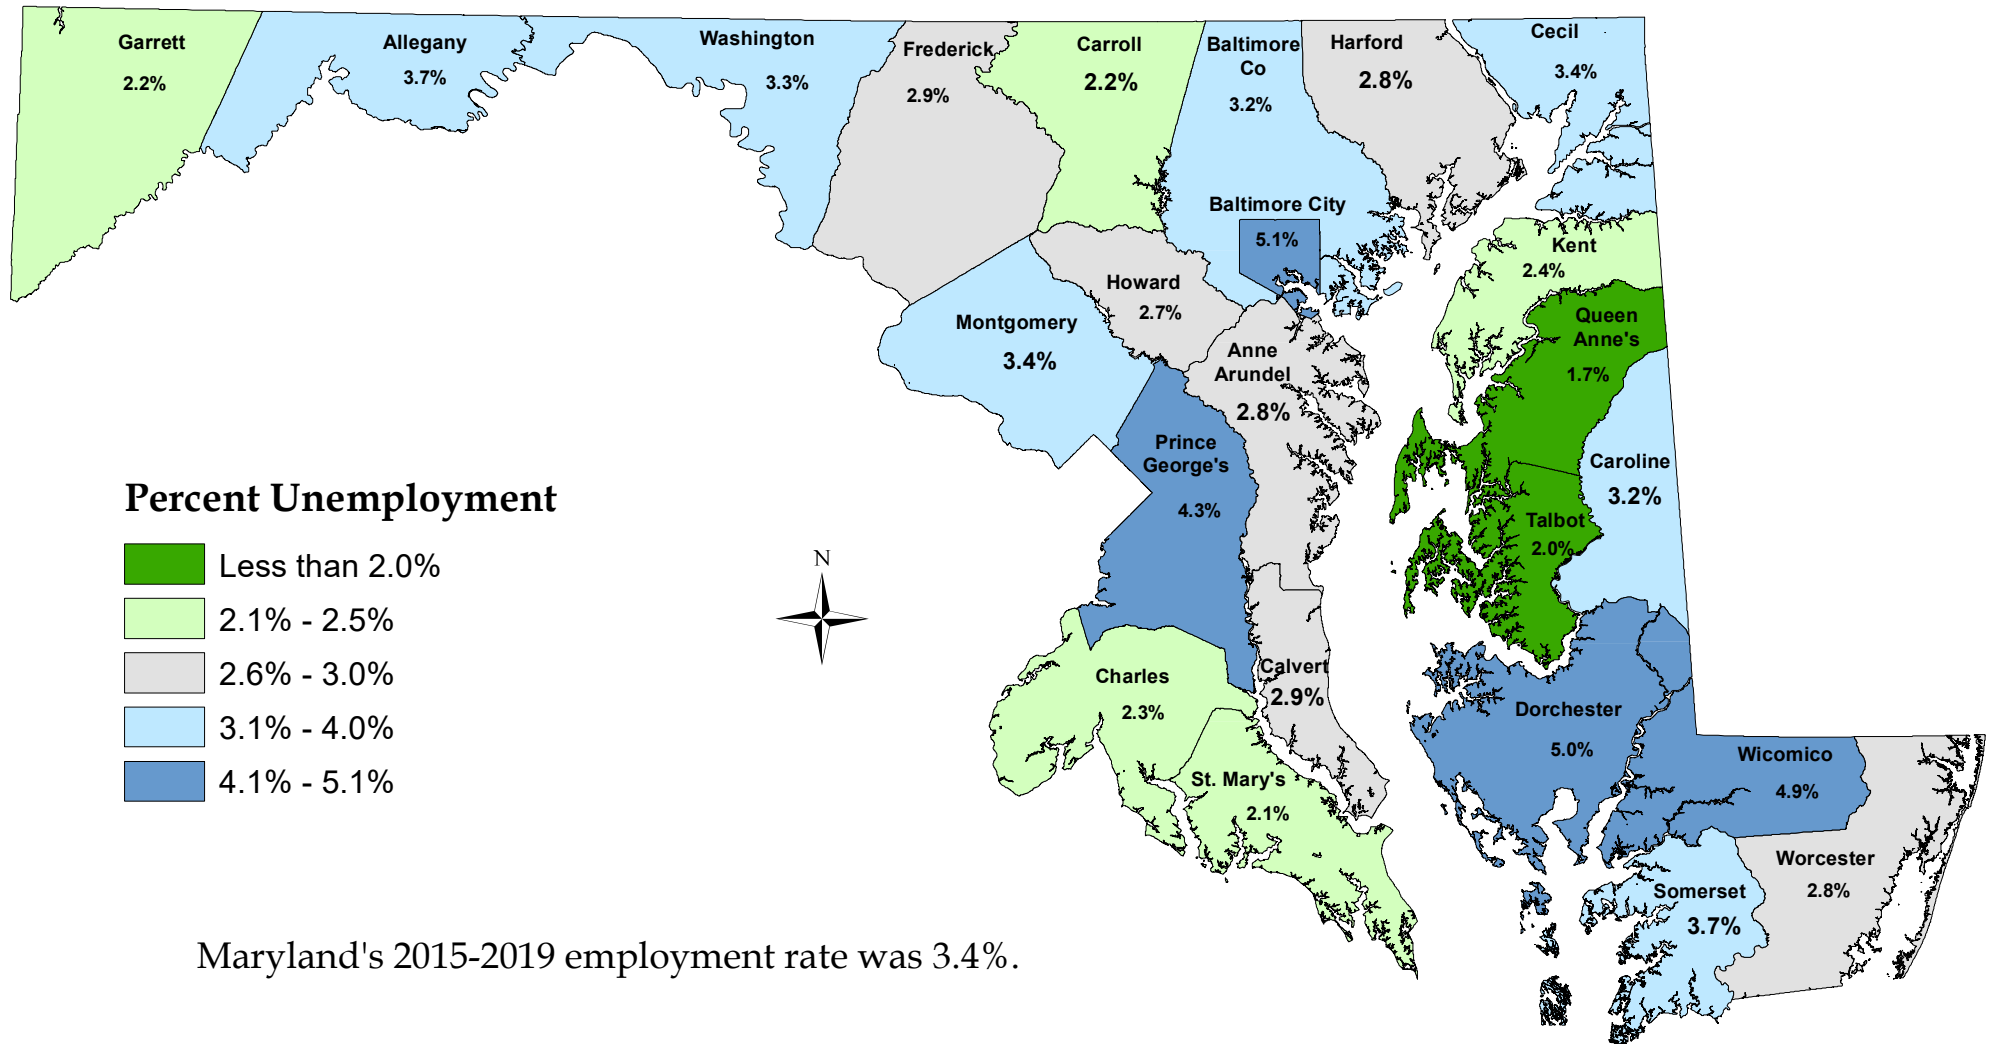 Garrett
2.2%
Allegany
3.7%
Washington
3.3%
Frederick
2.9%
Carroll
2.2%
Baltimore
Co
3.2%
Harford
2.8%
Cecil
3.4%
Baltimore City
5.1%
Kent
2.4%
Howard
2.7%
Queen
Anne's
1.7%
Montgomery
3.4%
Anne
Arundel
2.8%
Prince
George's
4.3%
Caroline
3.2%
Talbot
2.0%
Percent Unemployment
Less than 2.0%
2.1% - 2.5%
2.6% - 3.0%
3.1% - 4.0%
4.1% - 5.1%
N
Charles
2.3%
Calvert
2.9%
Dorchester
5.0%
St. Mary's
2.1%
Wicomico
4.9%
Worcester
2.8%
Somerset
3.7%
Maryland's 2015-2019 employment rate was 3.4%.